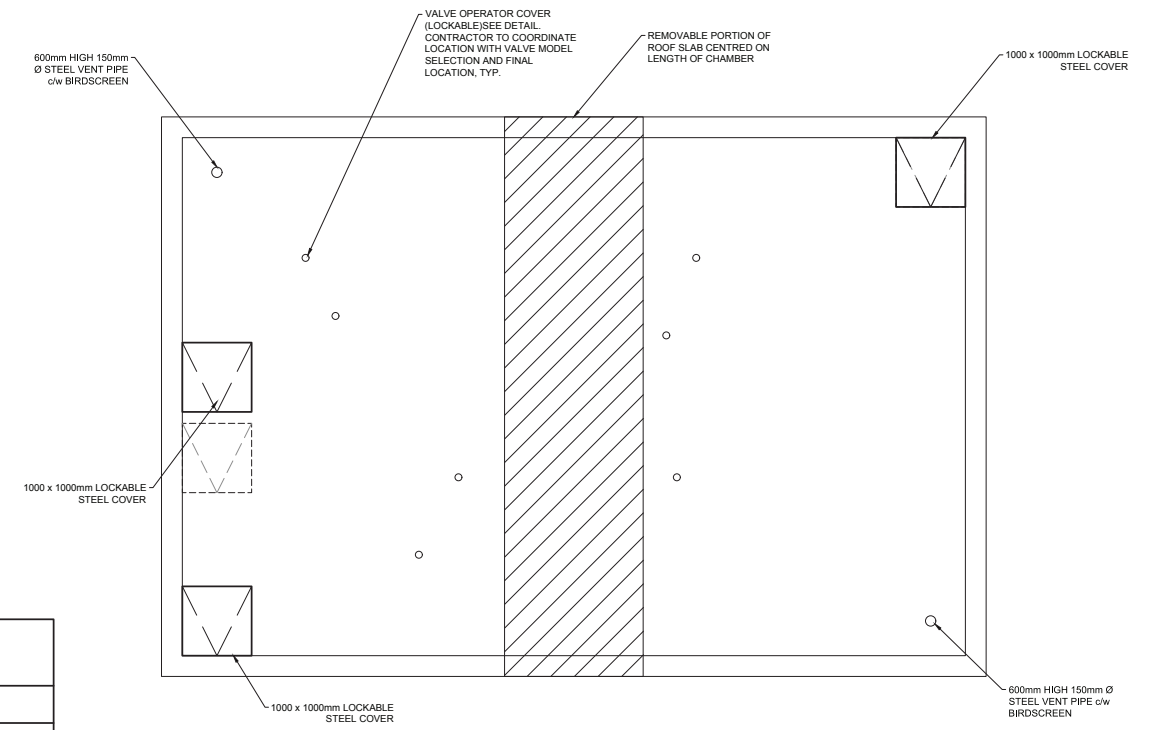 VALVE OPERATOR COVER
(LOCKABLE)SEE DETAIL.
CONTRACTOR TO COORDINATE
LOCATION WITH VALVE MODEL
SELECTION AND FINAL
LOCATION, TYP.
REMOVABLE PORTION OF
ROOF SLAB CENTRED ON
LENGTH OF CHAMBER
600mm HIGH 150mm
Ø STEEL VENT PIPE
c/w BIRDSCREEN
1000 x 1000mm LOCKABLE
STEEL COVER
1000 x 1000mm LOCKABLE
STEEL COVER
1000 x 1000mm LOCKABLE
STEEL COVER
600mm HIGH 150mm Ø
STEEL VENT PIPE c/w
BIRDSCREEN